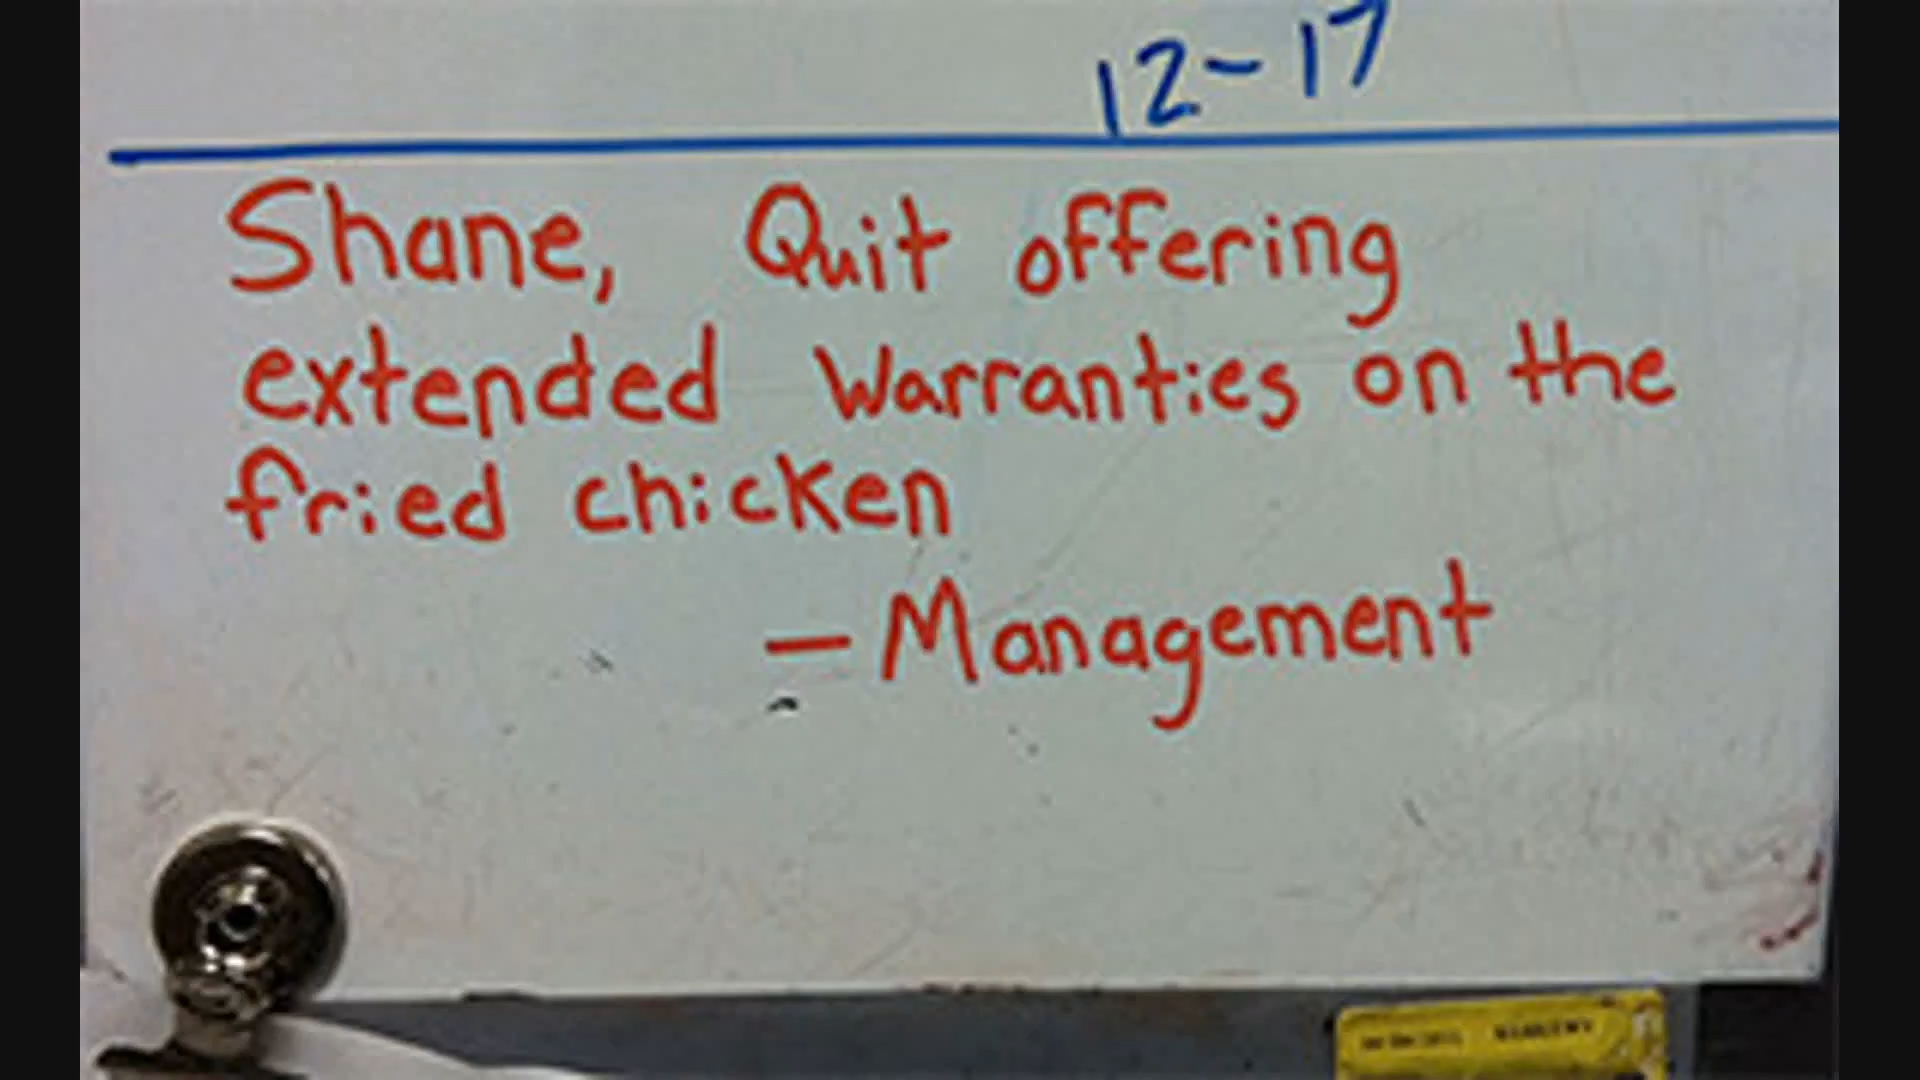 12-17
Shane, Quit offering
extended warranties on the
fried chicken
- Management